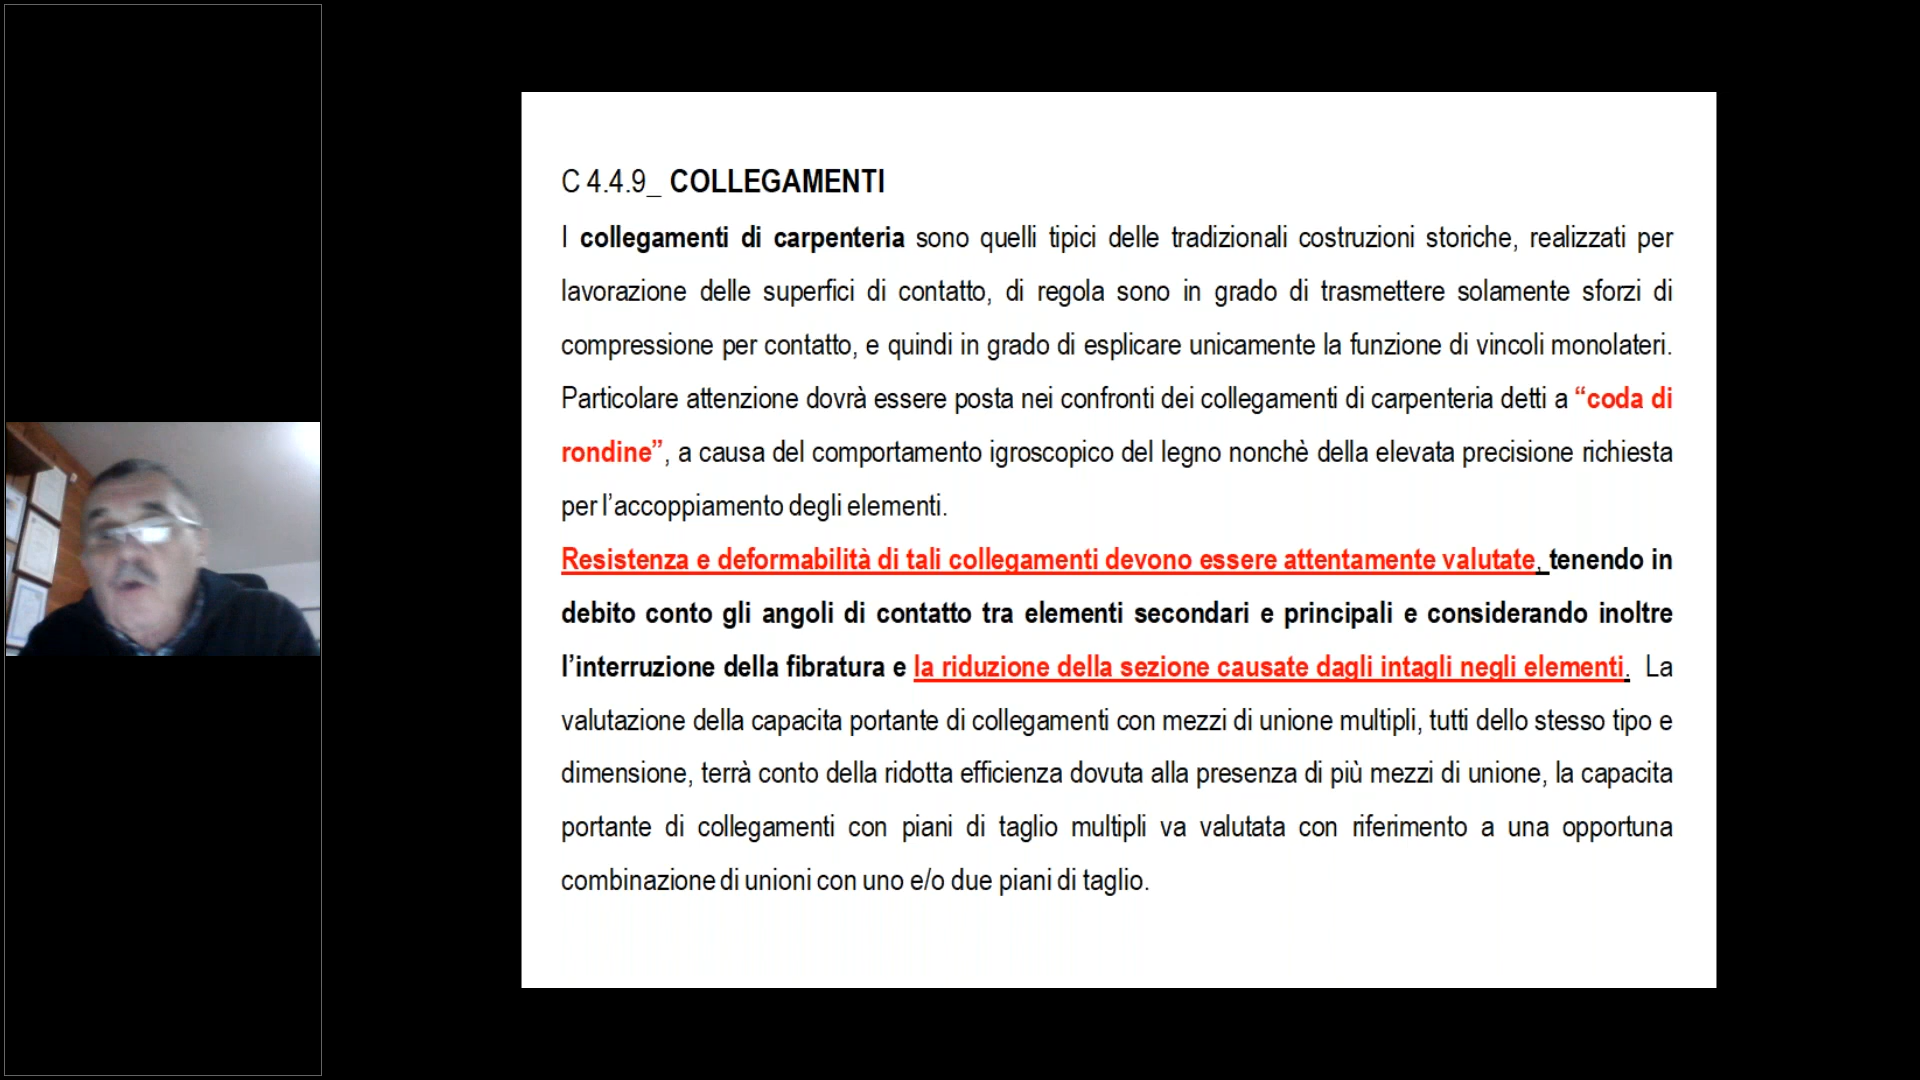 C 4.4.9_ COLLEGAMENTI
I collegamenti di carpenteria sono quelli tipici delle tradizionali costruzioni storiche, realizzati per
lavorazione delle superfici di contatto, di regola sono in grado di trasmettere solamente sforzi di
compressione per contatto, e quindi in grado di esplicare unicamente la funzione di vincoli monolateri.
Particolare attenzione dovrà essere posta nei confronti dei collegamenti di carpenteria detti a “coda di
rondine”, a causa del comportamento igroscopico del legno nonchè della elevata precisione richiesta
per l’accoppiamento degli elementi.
Resistenza e deformabilità di tali collegamenti devono essere attentamente valutate, tenendo in
debito conto gli angoli di contatto tra elementi secondari e principali e considerando inoltre
l’interruzione della fibratura e la riduzione della sezione causate dagli intagli negli elementi. La
valutazione della capacita portante di collegamenti con mezzi di unione multipli, tutti dello stesso tipo e
dimensione, terrà conto della ridotta efficienza dovuta alla presenza di più mezzi di unione, la capacita
portante di collegamenti con piani di taglio multipli va valutata con riferimento a una opportuna
combinazione di unioni con uno e/o due piani di taglio.